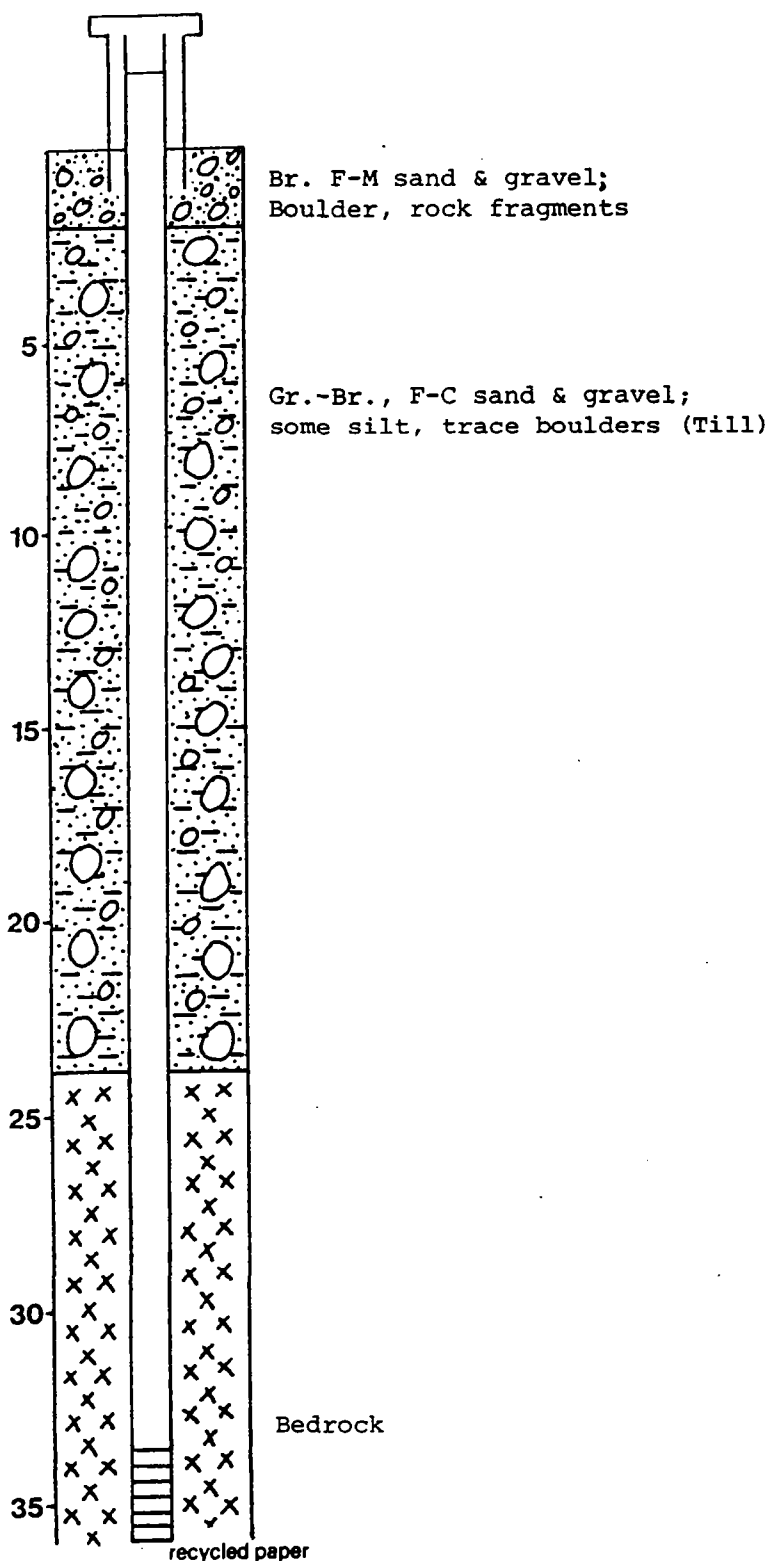 Br. F-M sand & gravel;
Boulder, rock fragments
5
Gr.-Br., F-C sand & gravel;
some silt, trace boulders (Till)
10
15
20
25
30
Bedrock
35
recycled paper